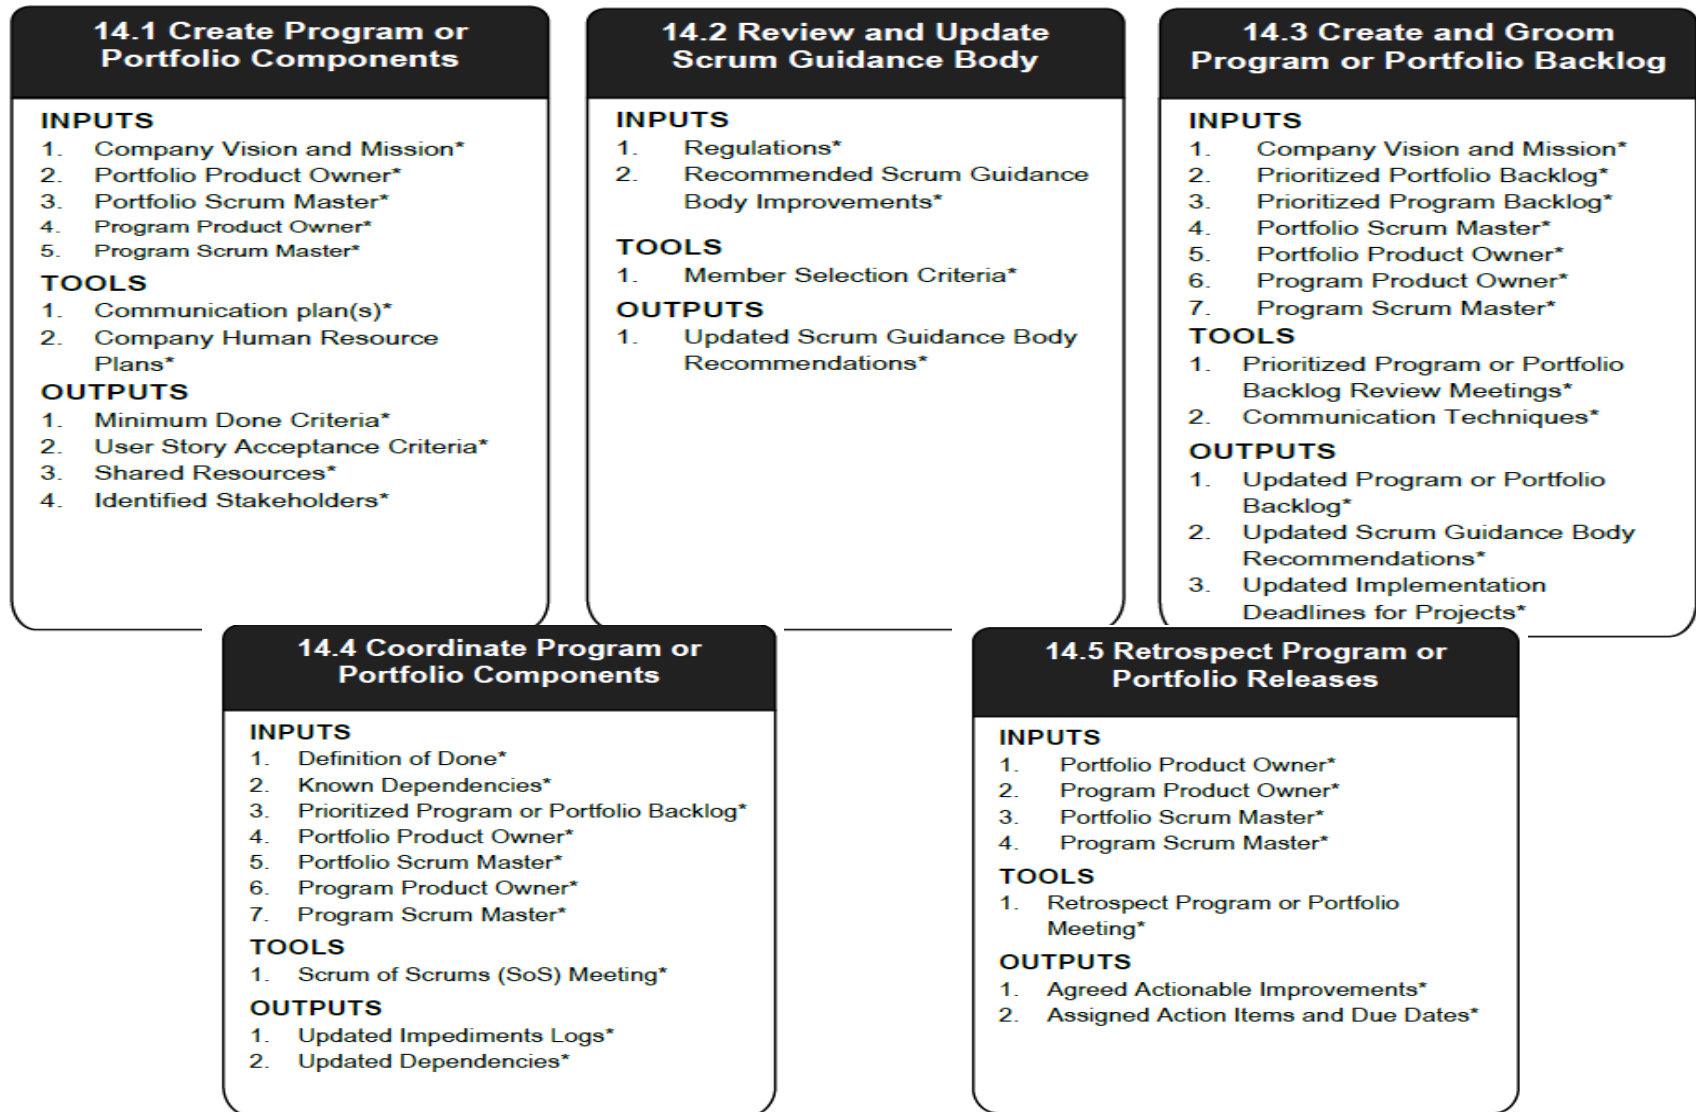 14.1 Create Program or
Portfolio Components
INPUTS
1. Company Vision and Mission*
2. Portfolio Product Owner*
3. Portfolio Scrum Master*
4. Program Product Owner*
5. Program Scrum Master*
TOOLS
1. Communication plan(s)*
2. Company Human Resource
Plans*
OUTPUTS
1. Minimum Done Criteria*
2. User Story Acceptance Criteria*
3. Shared Resources*
4. Identified Stakeholders*
14.2 Review and Update
Scrum Guidance Body
INPUTS
1. Regulations*
2. Recommended Scrum Guidance
Body Improvements*
TOOLS
1. Member Selection Criteria*
OUTPUTS
1. Updated Scrum Guidance Body
Recommendations*
14.3 Create and Groom
Program or Portfolio Backlog
INPUTS
1. Company Vision and Mission*
2. Prioritized Portfolio Backlog*
3. Prioritized Program Backlog*
4. Portfolio Scrum Master*
5. Portfolio Product Owner*
6. Program Product Owner*
7. Program Scrum Master*
TOOLS
1. Prioritized Program or Portfolio
Backlog Review Meetings*
2. Communication Techniques*
OUTPUTS
1. Updated Program or Portfolio
Backlog*
2. Updated Scrum Guidance Body
Recommendations*
3. Updated Implementation
Deadlines for Projects*
14.4 Coordinate Program or
Portfolio Components
INPUTS
1. Definition of Done*
2. Known Dependencies*
3. Prioritized Program or Portfolio Backlog*
4. Portfolio Product Owner*
5. Portfolio Scrum Master*
6. Program Product Owner*
7. Program Scrum Master*
TOOLS
1. Scrum of Scrums (SoS) Meeting*
OUTPUTS
1. Updated Impediments Logs*
2. Updated Dependencies*
14.5 Retrospect Program or
Portfolio Releases
INPUTS
1. Portfolio Product Owner*
2. Program Product Owner*
3. Portfolio Scrum Master*
4. Program Scrum Master*
TOOLS
1. Retrospect Program or Portfolio
Meeting*
OUTPUTS
1. Agreed Actionable Improvements*
2. Assigned Action Items and Due Dates*